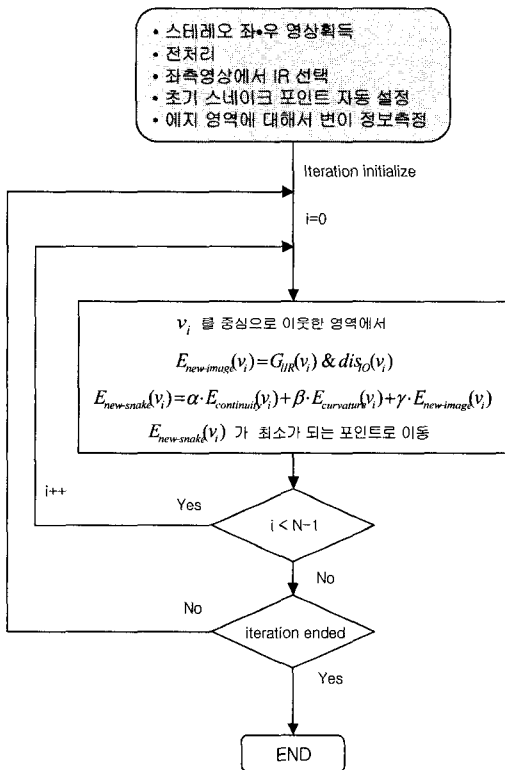 • 스테레오 좌•우 영상획득
• 전처리
• 좌측영상에서 IR 선택
• 초기 스네이크 포인트 자동 설정
• 에지 영역에 대해서 변이 정보측정
Iteration initialize
i=0
v_i 를 중심으로 이웃한 영역에서
E_new-image(v_i)=G_I/R(v_i) & dis_IO(v_i)
E_new-snake(v_i)=α·E_continuity(v_i)+β·E_curvature(v_i)+γ·E_new-image(v_i)
E_new-snake(v_i) 가 최소가 되는 포인트로 이동
i++
Yes
i < N-1
No
No
iteration ended
Yes
END